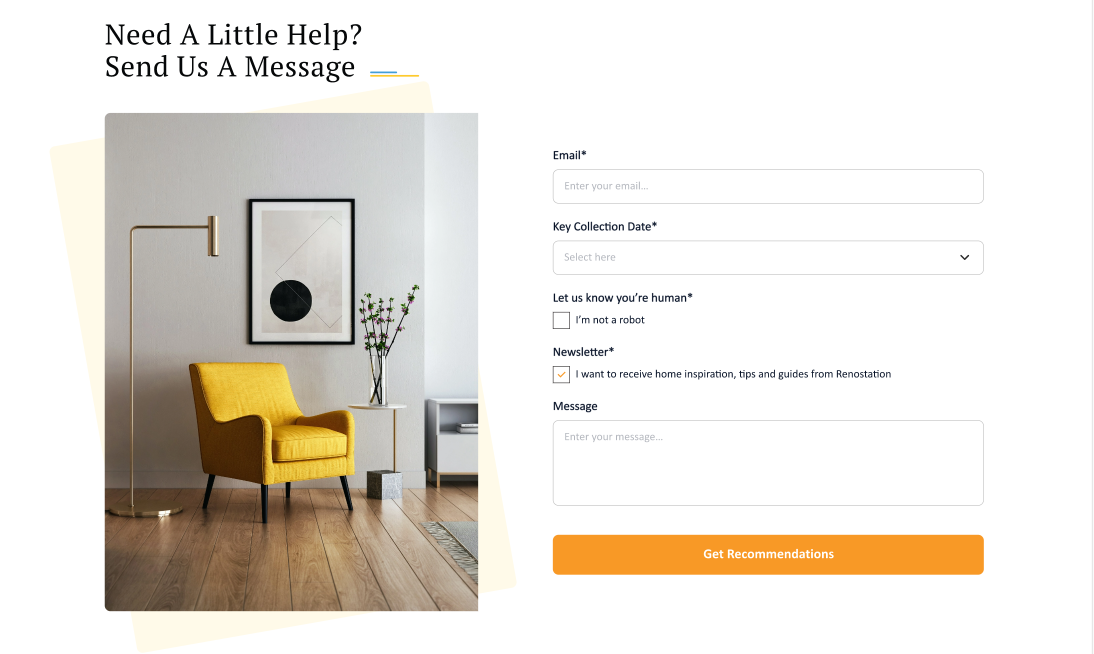 Need A Little Help?
Send Us A Message
Email*
Enter your email...
Key Collection Date*
Select here
Let us know you’re human*
I’m not a robot
Newsletter*
I want to receive home inspiration, tips and guides from Renostation
Message
Enter your message...
Get Recommendations